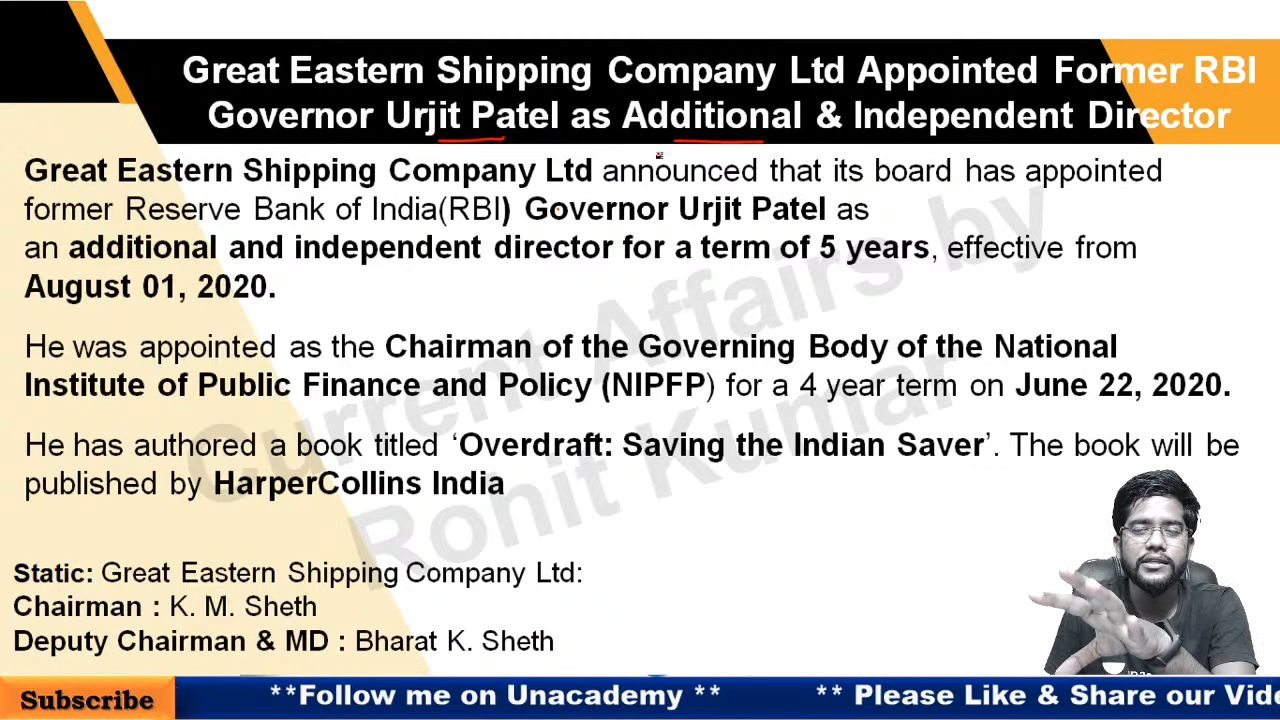 Great Eastern Shipping Company Ltd Appointed Former RBI
Governor Urjit Patel as Additional & Independent Director
Great Eastern Shipping Company Ltd announced that its board has appointed
former Reserve Bank of India(RBI) Governor Urjit Patel as
an additional and independent director for a term of 5 years, effective from
August 01, 2020.
He was appointed as the Chairman of the Governing Body of the National
Institute of Public Finance and Policy (NIPFP) for a 4 year term on June 22, 2020.
He has authored a book titled ‘Overdraft: Saving the Indian Saver’. The book will be
published by HarperCollins India
Current Affairs by
Rohit Kumar
Static: Great Eastern Shipping Company Ltd:
Chairman : K. M. Sheth
Deputy Chairman & MD : Bharat K. Sheth
Subscribe
**Follow me on Unacademy ** ** Please Like & Share our Vide